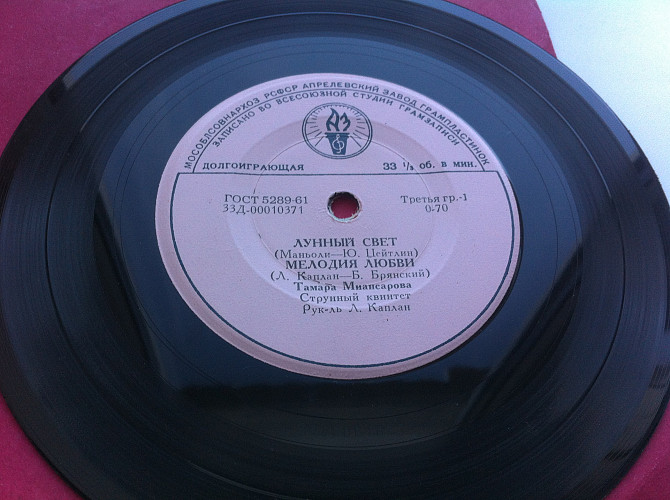 МОСОБЛСОВНАРХОЗ РСФСР АПРЕЛЕВСКИЙ ЗАВОД ГРАМПЛАСТИНОК
ЗАПИСАНО ВО ВСЕСОЮЗНОЙ СТУДИИ ГРАМЗАПИСИ
АЗ
ДОЛГОИГРАЮЩАЯ 33 1/3 об. в мин.
ГОСТ 5289-61 Третья гр.-1
33Д-00010371 0-70
ЛУННЫЙ СВЕТ
(Маньоли—Ю. Цейтлин)
МЕЛОДИЯ ЛЮБВИ
(Л. Каплан—Б. Брянский)
Тамара Миансарова
Струнный квинтет
Рук-ль Л. Каплан